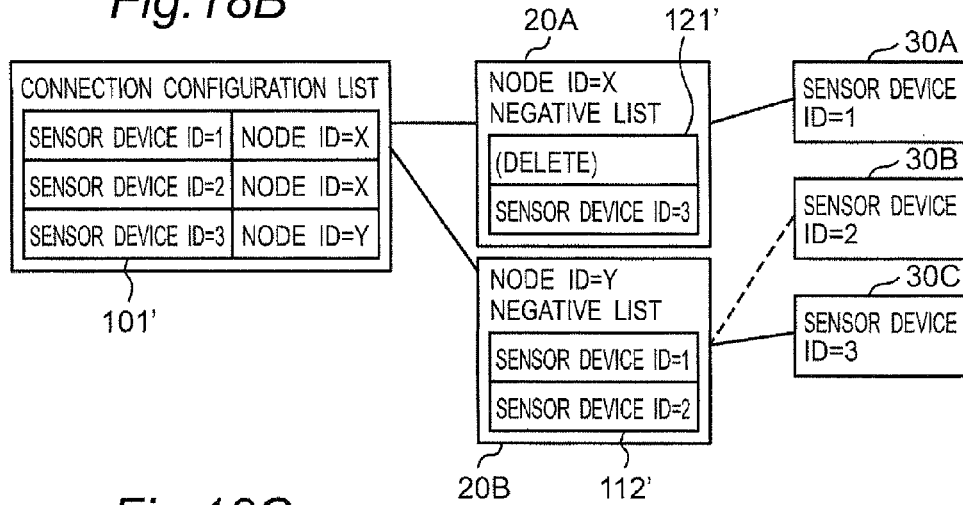 Fig. 18B
20A
121'
30A
CONNECTION CONFIGURATION LIST
SENSOR DEVICE ID=1 NODE ID=X
SENSOR DEVICE ID=2 NODE ID=X
SENSOR DEVICE ID=3 NODE ID=Y
101'
NODE ID=X
NEGATIVE LIST
(DELETE)
SENSOR DEVICE ID=3
NODE ID=Y
NEGATIVE LIST
SENSOR DEVICE ID=1
SENSOR DEVICE ID=2
20B
112'
SENSOR DEVICE
ID=1
30B
SENSOR DEVICE
ID=2
30C
SENSOR DEVICE
ID=3